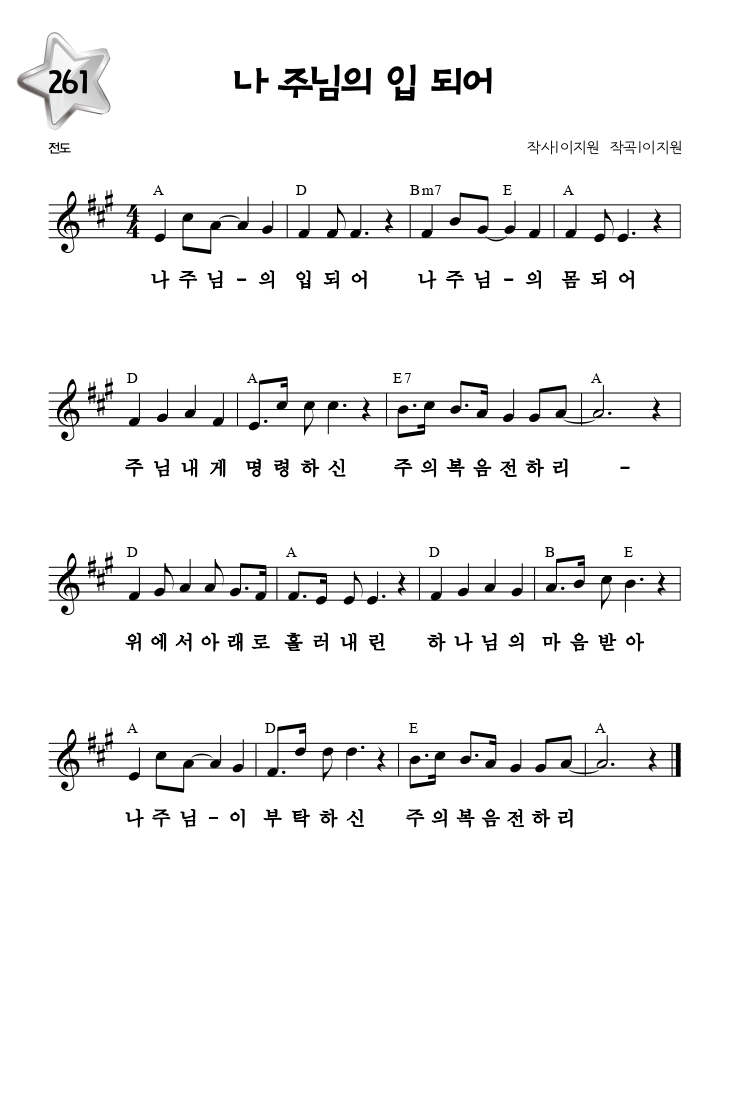 261
나 주님의 입 되어
전도
작사|이지원 작곡|이지원
A D Bm7 E A
나 주 님 - 의 입 되 어 나 주 님 - 의 몸 되 어
D A E7 A
주 님 내 게 명 령 하 신 주 의 복 음 전 하 리 -
D A D B E
위 에 서 아 래 로 흘 러 내 린 하 나 님 의 마 음 받 아
A D E A
나 주 님 - 이 부 탁 하 신 주 의 복 음 전 하 리